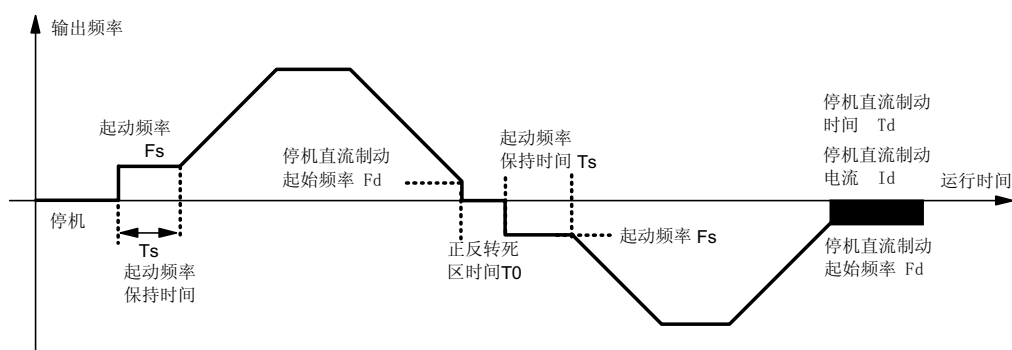 输出频率
起动频率
Fs
停机
Ts
起动频率
保持时间
停机直流制动
起始频率 Fd
起动频率
保持时间 Ts
正反转死
区时间T0
起动频率 Fs
停机直流制动
时间 Td
停机直流制动
电流 Id
运行时间
停机直流制动
起始频率 Fd